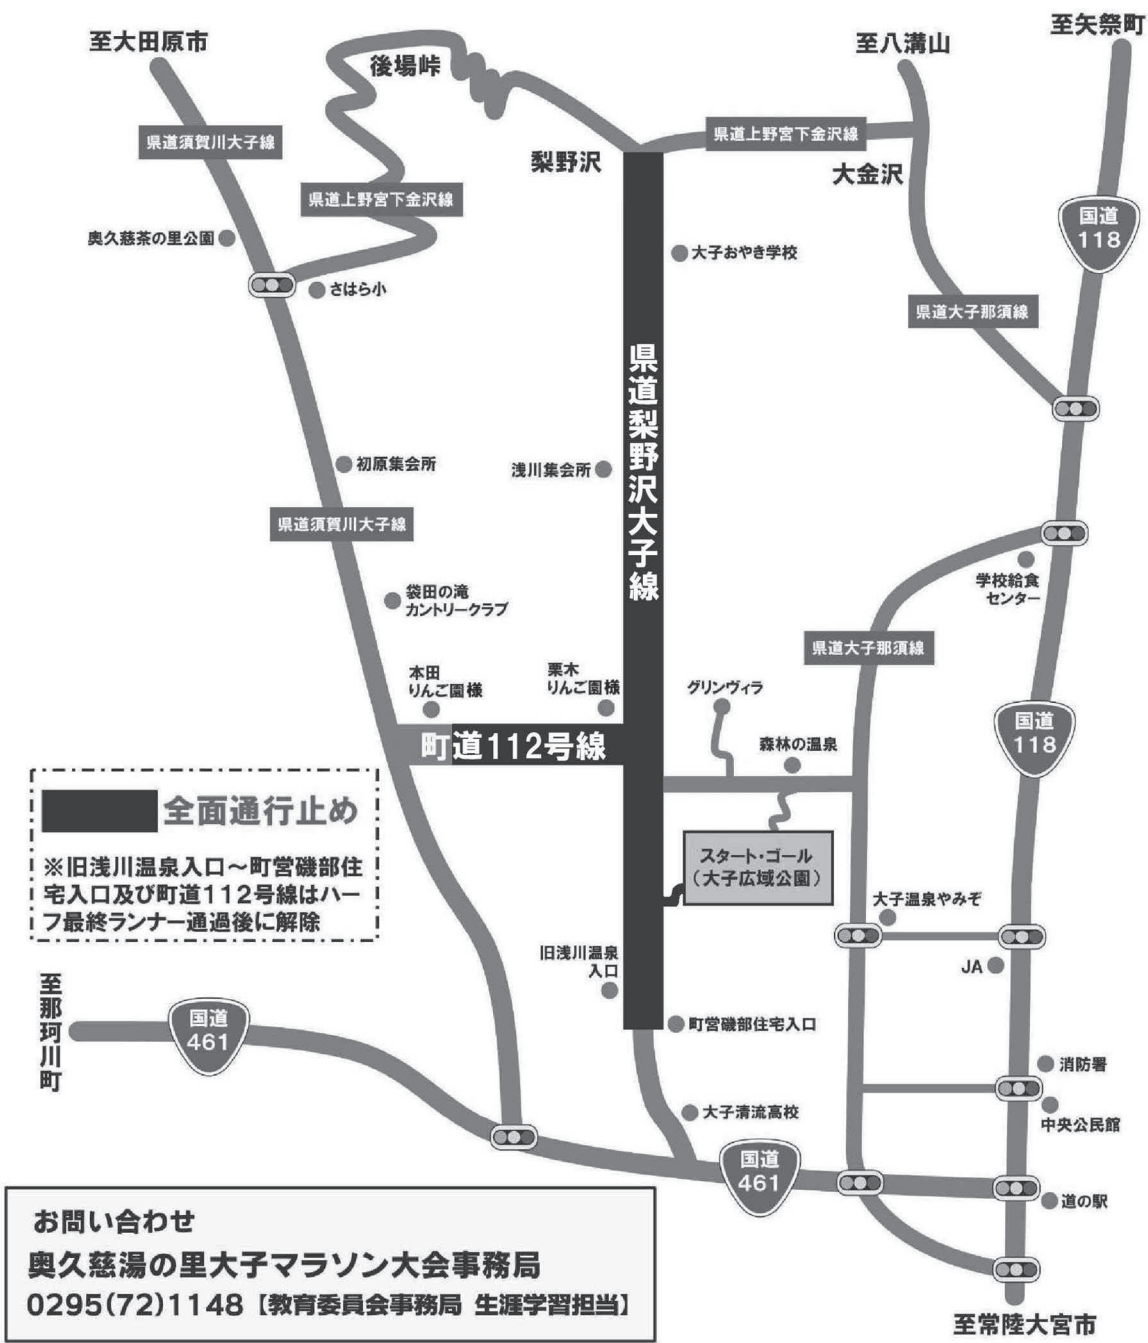 至大田原市
後場峠
至八溝山
至矢祭町
県道須賀川大子線
県道上野宮下金沢線
梨野沢
大金沢
県道上野宮下金沢線
国道
118
奥久慈茶の里公園
大子おやき学校
さはら小
県道大子那須線
県道梨野沢大子線
初原集会所
浅川集会所
県道須賀川大子線
学校給食
センター
袋田の滝
カントリークラブ
県道大子那須線
本田
りんご園様
栗木
りんご園様
グリンヴィラ
国道
118
町道112号線
森林の温泉
全面通行止め
※旧浅川温泉入口~町営磯部住
宅入口及び町道112号線はハー
フ最終ランナー通過後に解除
スタート・ゴール
(大子広域公園)
大子温泉やみぞ
旧浅川温泉
入口
JA
至那珂川町
国道
461
町営磯部住宅入口
消防署
大子清流高校
中央公民館
国道
461
道の駅
お問い合わせ
奥久慈湯の里大子マラソン大会事務局
0295(72)1148【教育委員会事務局 生涯学習担当】
至常陸大宮市